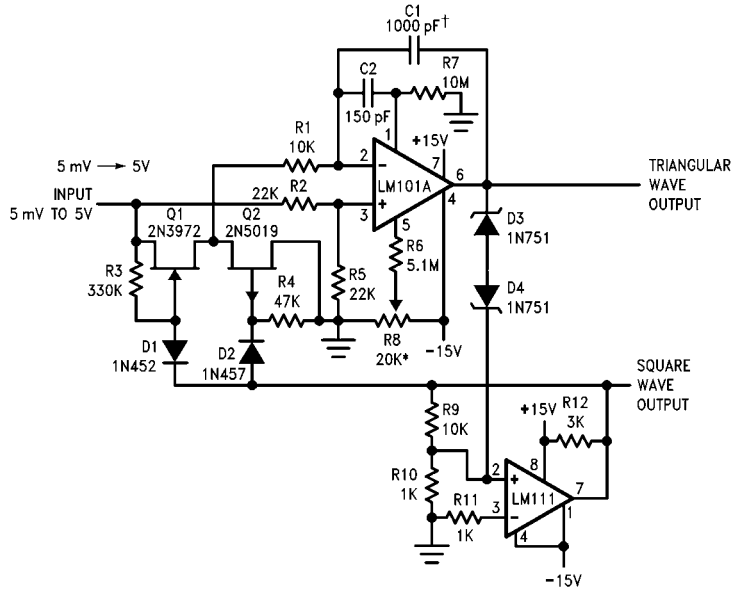 C1
1000 pF†
C2
150 pF
R7
10M
R1
10K
1
+15V
5 mV → 5V
2
−
7
6
TRIANGULAR
WAVE
OUTPUT
INPUT
5 mV TO 5V
22K
R2
LM101A
+
3
4
5
Q1
2N3972
Q2
2N5019
D3
1N751
R6
5.1M
R3
330K
R4
47K
R5
22K
D4
1N751
R8
20K*
−15V
D1
1N452
D2
1N457
SQUARE
WAVE
OUTPUT
R9
10K
+15V
R12
3K
R10
1K
R11
1K
2
+
8
LM111
7
3
−
1
4
−15V